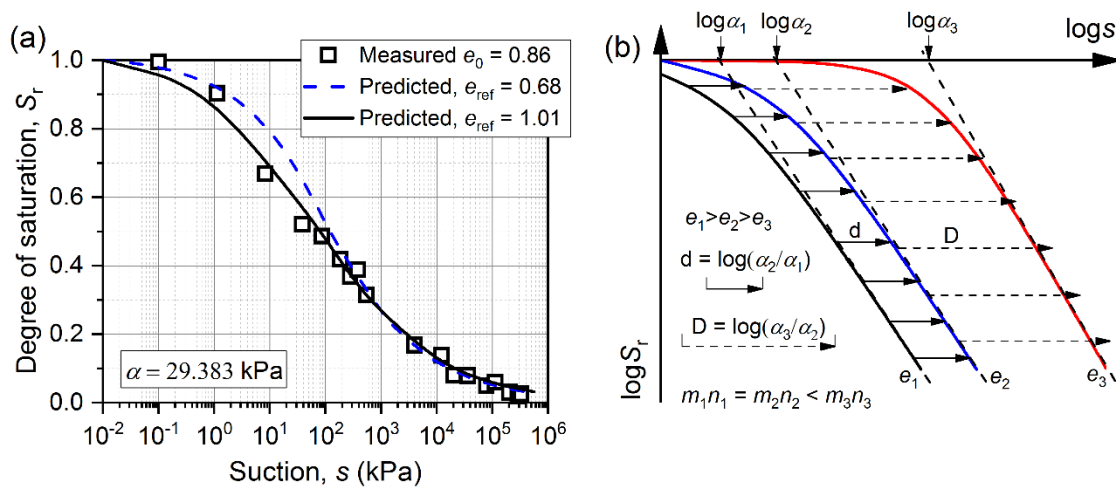 (a)
Degree of saturation, Sr
1.0
0.8
0.6
0.4
0.2
0.0
Measured e0 = 0.86
Predicted, eref = 0.68
Predicted, eref = 1.01
α = 29.383 kPa
10-2 10-1 100 101 102 103 104 105 106
Suction, s (kPa)
(b)
logα1 logα2 logα3
logs
logSr
e1>e2>e3
d = log(α2/α1)
D = log(α3/α2)
d D
m1n1 = m2n2 < m3n3
e1 e2 e3